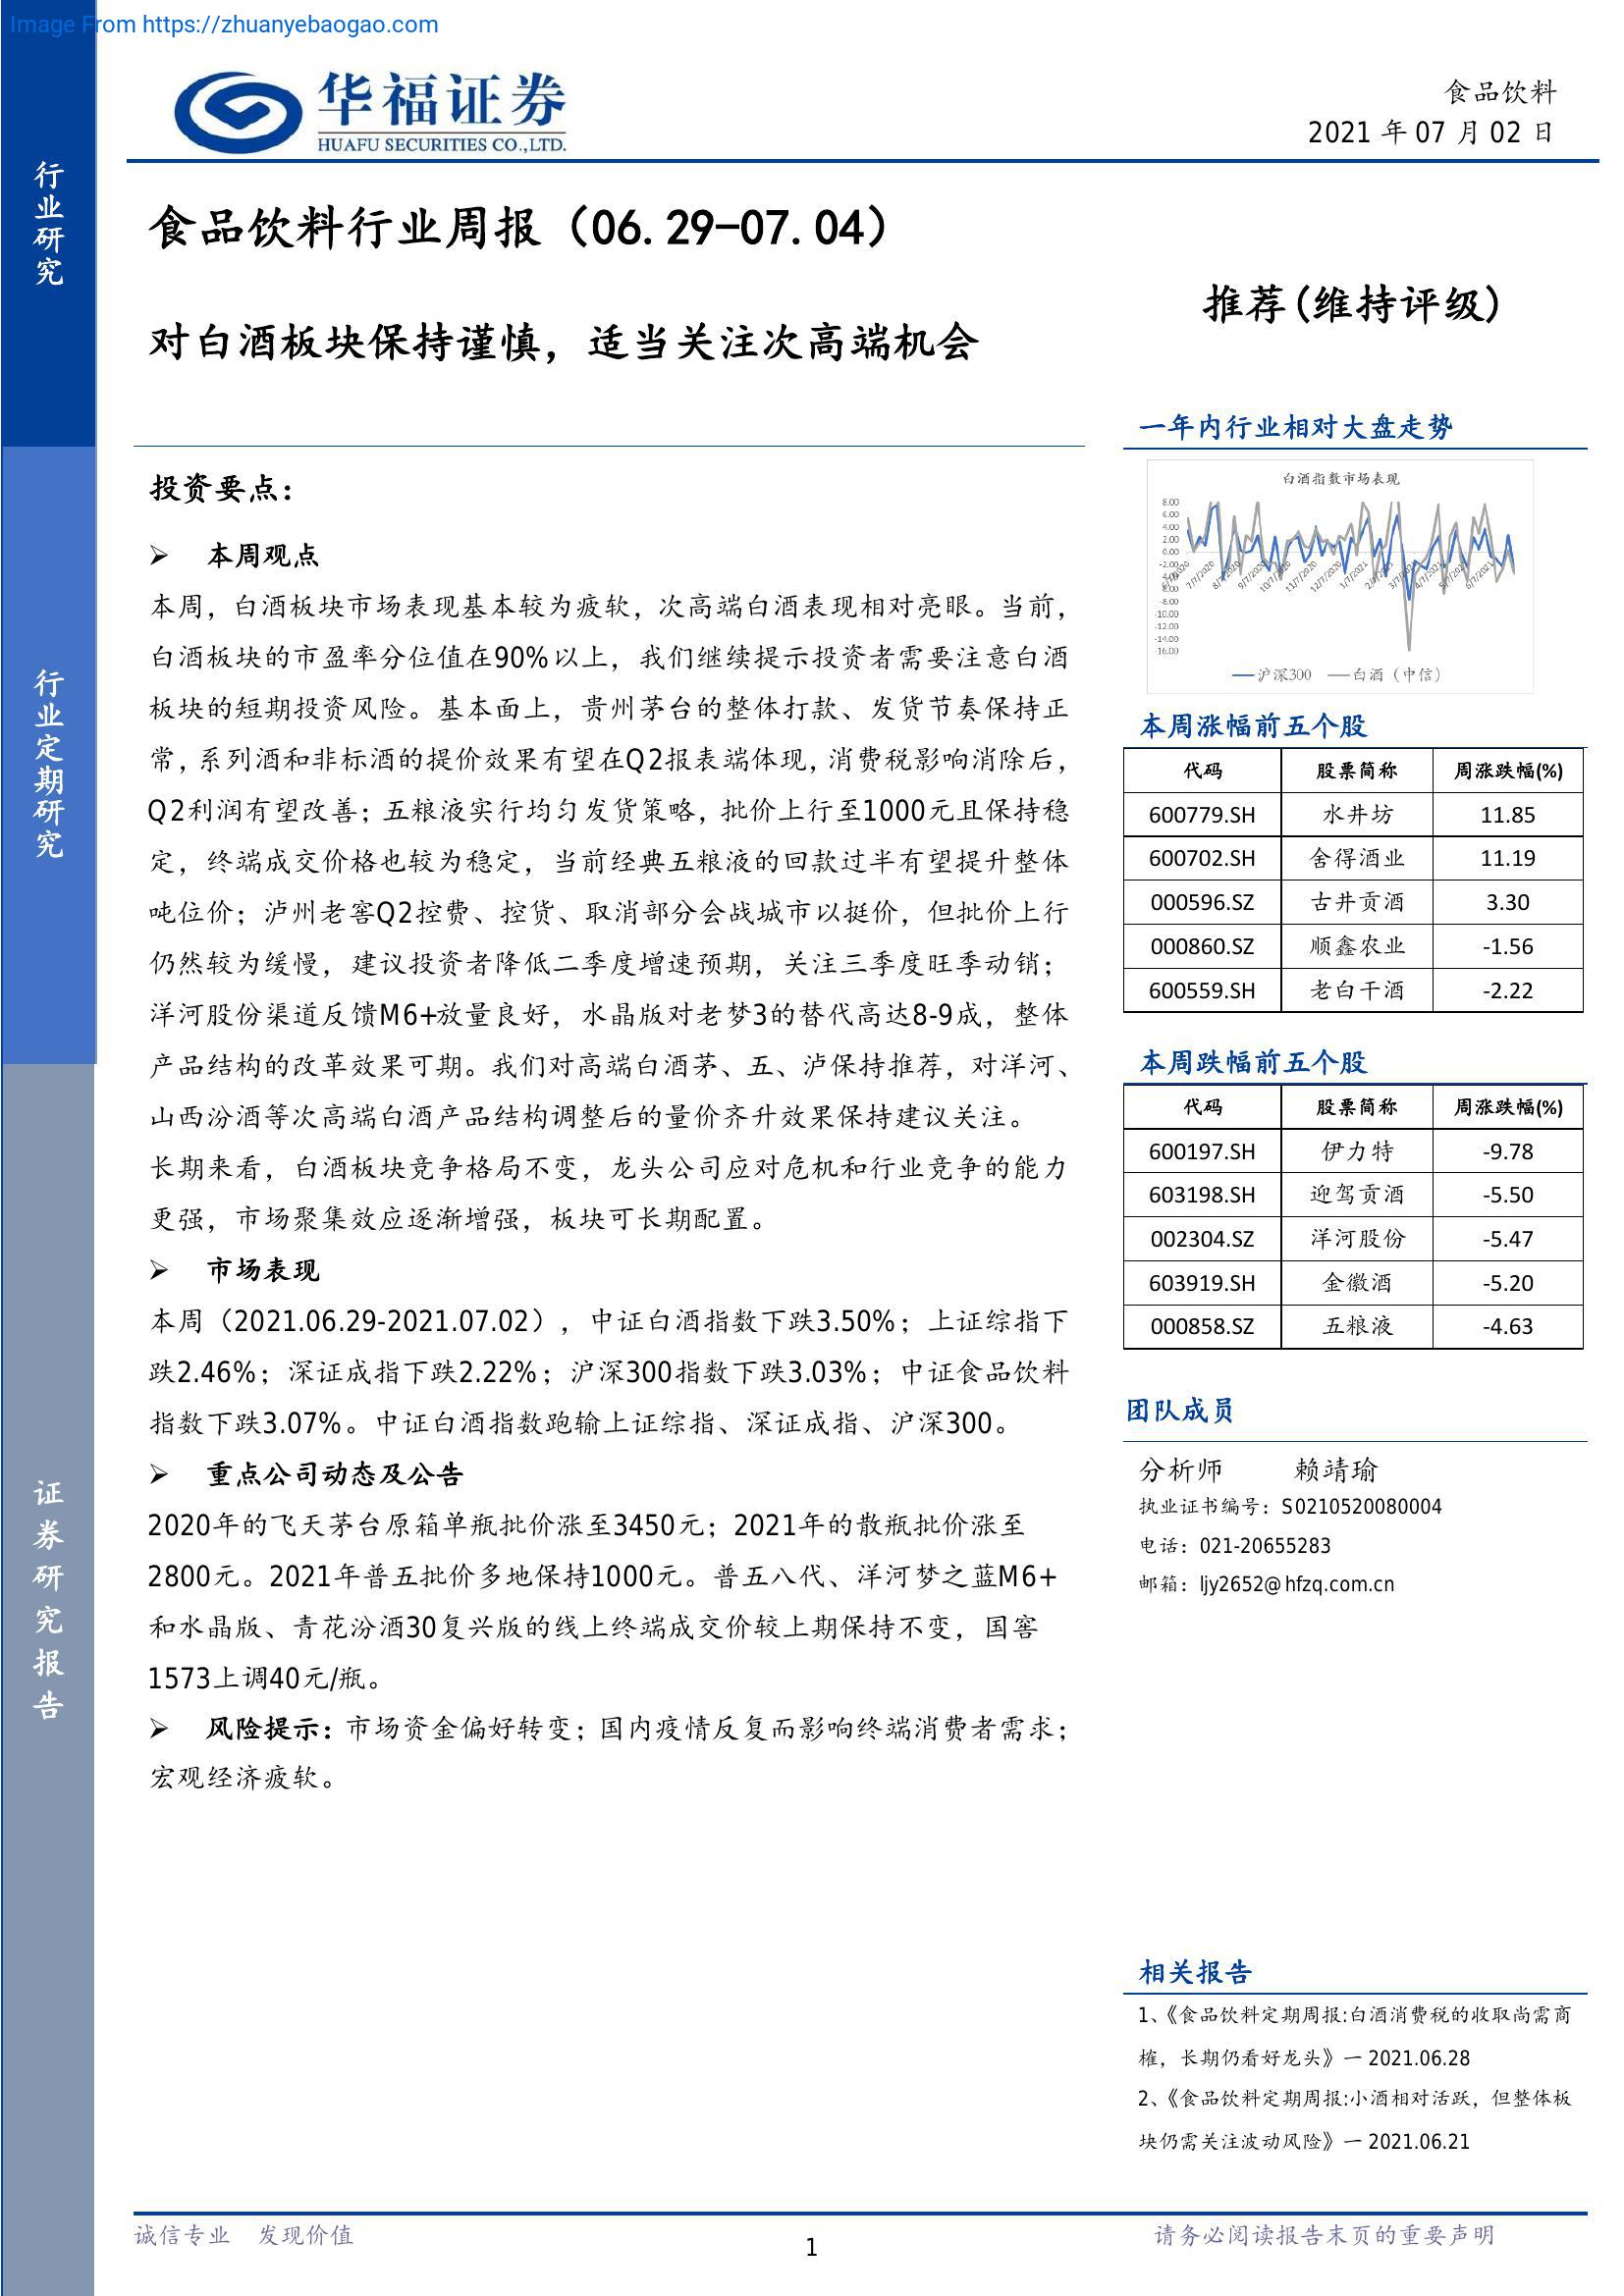 Image From https://zhuanyebaogao.com
华福证券
HUAFU SECURITIES CO.,LTD.
食品饮料
2021 年 07 月 02 日
行业研究
行业定期研究
证券研究报告
食品饮料行业周报（06.29-07.04）
对白酒板块保持谨慎，适当关注次高端机会
推荐(维持评级)
投资要点：
➢ 本周观点
本周，白酒板块市场表现基本较为疲软，次高端白酒表现相对亮眼。当前，
白酒板块的市盈率分位值在90%以上，我们继续提示投资者需要注意白酒
板块的短期投资风险。基本面上，贵州茅台的整体打款、发货节奏保持正
常，系列酒和非标酒的提价效果有望在Q2报表端体现，消费税影响消除后，
Q2利润有望改善；五粮液实行均匀发货策略，批价上行至1000元且保持稳
定，终端成交价格也较为稳定，当前经典五粮液的回款过半有望提升整体
吨位价；泸州老窖Q2控费、控货、取消部分会战城市以挺价，但批价上行
仍然较为缓慢，建议投资者降低二季度增速预期，关注三季度旺季动销；
洋河股份渠道反馈M6+放量良好，水晶版对老梦3的替代高达8-9成，整体
产品结构的改革效果可期。我们对高端白酒茅、五、泸保持推荐，对洋河、
山西汾酒等次高端白酒产品结构调整后的量价齐升效果保持建议关注。
长期来看，白酒板块竞争格局不变，龙头公司应对危机和行业竞争的能力
更强，市场聚集效应逐渐增强，板块可长期配置。
➢ 市场表现
本周（2021.06.29-2021.07.02），中证白酒指数下跌3.50%；上证综指下
跌2.46%；深证成指下跌2.22%；沪深300指数下跌3.03%；中证食品饮料
指数下跌3.07%。中证白酒指数跑输上证综指、深证成指、沪深300。
➢ 重点公司动态及公告
2020年的飞天茅台原箱单瓶批价涨至3450元；2021年的散瓶批价涨至
2800元。2021年普五批价多地保持1000元。普五八代、洋河梦之蓝M6+
和水晶版、青花汾酒30复兴版的线上终端成交价较上期保持不变，国窖
1573上调40元/瓶。
➢ 风险提示：市场资金偏好转变；国内疫情反复而影响终端消费者需求；
宏观经济疲软。
一年内行业相对大盘走势
白酒指数市场表现
8.00
6.00
4.00
2.00
0.00
-2.00
-8.00
-10.00
-12.00
-14.00
-16.00
7/7/2020
9/7/2020
11/7/2020
12/7/2020
1/7/2021
6/7/2021
沪深300 白酒（中信）
本周涨幅前五个股
代码 股票简称 周涨跌幅(%)
600779.SH 水井坊 11.85
600702.SH 舍得酒业 11.19
000596.SZ 古井贡酒 3.30
000860.SZ 顺鑫农业 -1.56
600559.SH 老白干酒 -2.22
本周跌幅前五个股
代码 股票简称 周涨跌幅(%)
600197.SH 伊力特 -9.78
603198.SH 迎驾贡酒 -5.50
002304.SZ 洋河股份 -5.47
603919.SH 金徽酒 -5.20
000858.SZ 五粮液 -4.63
团队成员
分析师 赖靖瑜
执业证书编号：S0210520080004
电话：021-20655283
邮箱：ljy2652@hfzq.com.cn
相关报告
1、《食品饮料定期周报:白酒消费税的收取尚需商
榷，长期仍看好龙头》一 2021.06.28
2、《食品饮料定期周报:小酒相对活跃，但整体板
块仍需关注波动风险》一 2021.06.21
诚信专业 发现价值
1
请务必阅读报告末页的重要声明